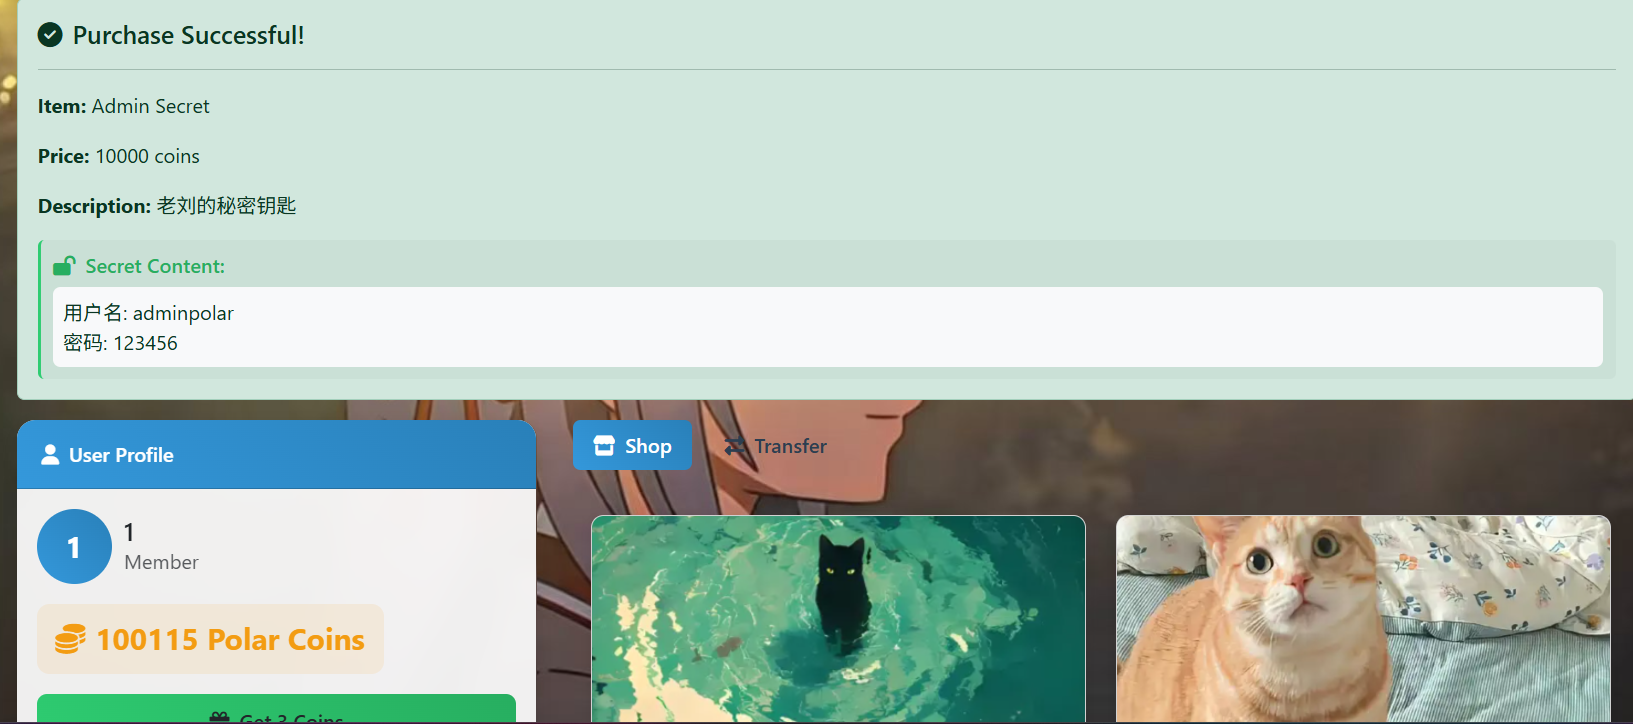 Purchase Successful!
Item: Admin Secret
Price: 10000 coins
Description: 老刘的秘密钥匙
Secret Content:
用户名: adminpolar
密码: 123456
User Profile
Shop
Transfer
1
1
Member
100115 Polar Coins
Get 3 Coins